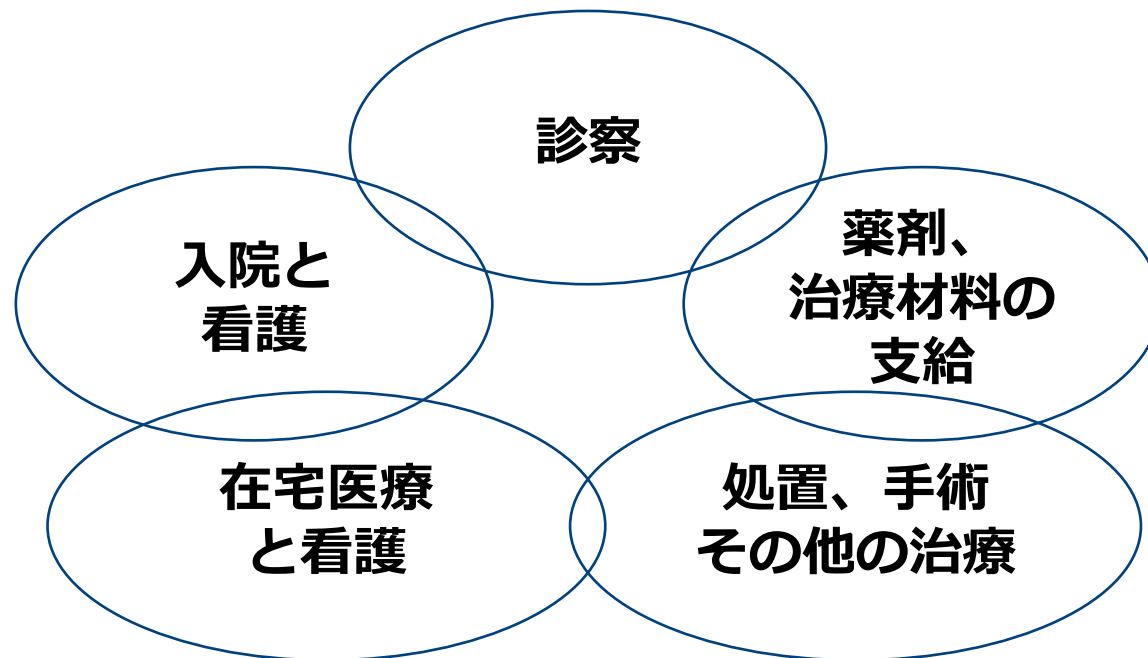 診察
薬剤、
治療材料の
支給
入院と
看護
在宅医療
と看護
処置、手術
その他の治療